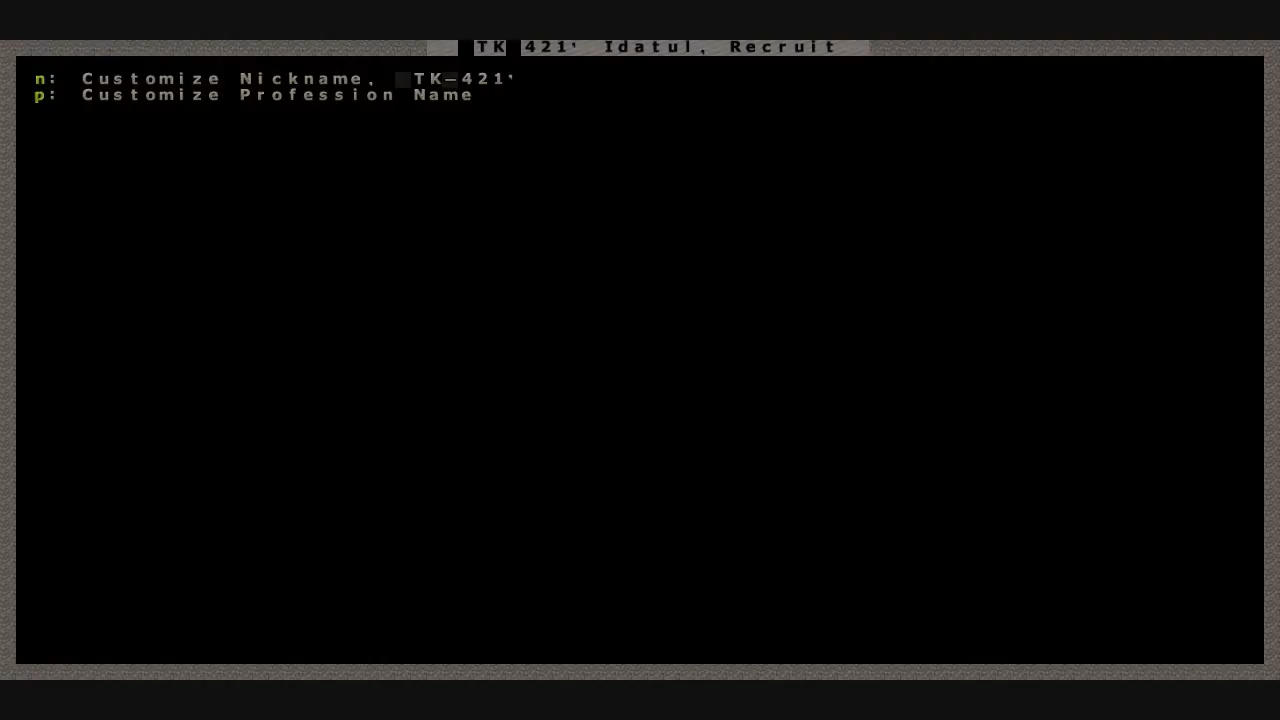 TK 421' Idatul, Recruit
n: Customize Nickname, TK-421'
p: Customize Profession Name